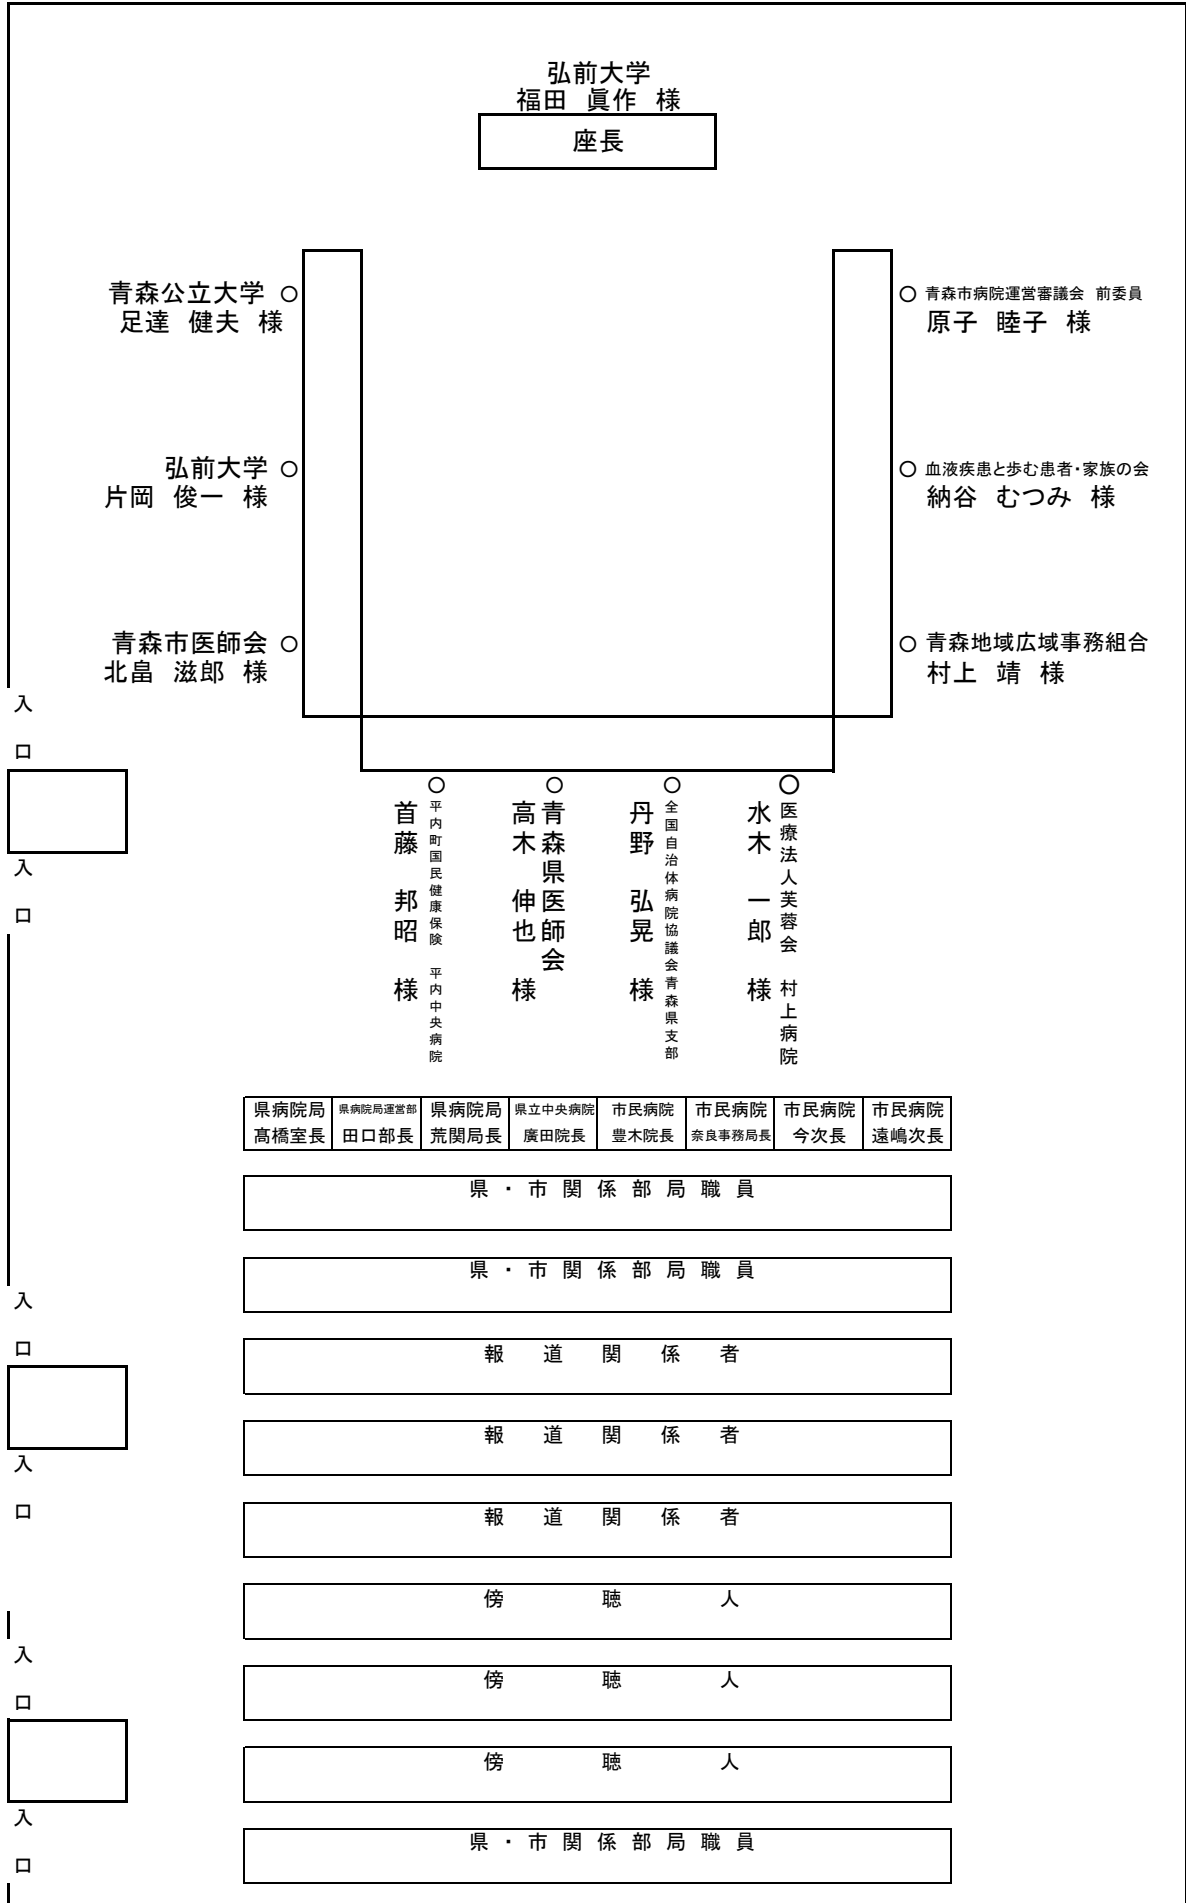 弘前大学
福田 眞作 様
座長
青森公立大学 ○
足達 健夫 様
弘前大学 ○
片岡 俊一 様
青森市医師会 ○
北畠 滋郎 様
○ 青森市病院運営審議会 前委員
原子 睦子 様
○ 血液疾患と歩む患者・家族の会
納谷 むつみ 様
○ 青森地域広域事務組合
村上 靖 様
入口
入口
○医療法人芙蓉会 村上病院
水木 一郎 様
○全国自治体病院協議会青森県支部
丹野 弘晃 様
○青森県医師会
高木 伸也 様
○平内町国民健康保険 平内中央病院
首藤 邦昭 様
県病院局 県病院局運営部 県病院局 県立中央病院 市民病院 市民病院 市民病院 市民病院
髙橋室長 田口部長 荒関局長 廣田院長 豊木院長 奈良事務局長 今次長 遠嶋次長
県・市関係部局職員
県・市関係部局職員
入口
報道関係者
報道関係者
入口
報道関係者
傍聴人
入口
傍聴人
傍聴人
入口
県・市関係部局職員